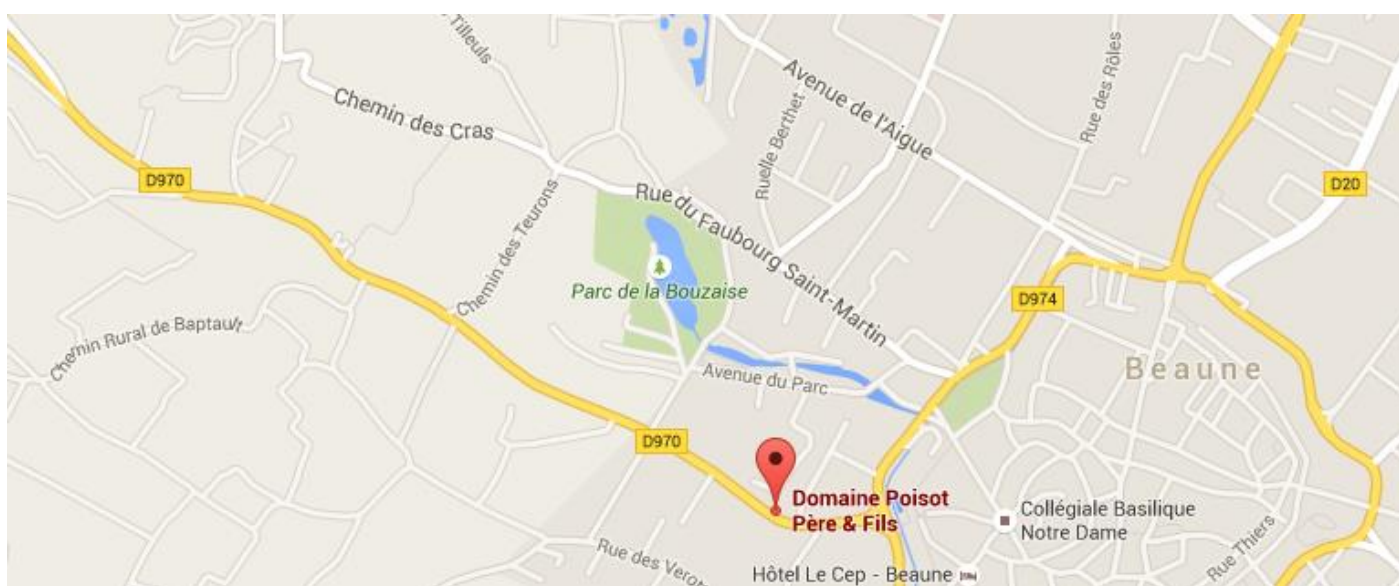 Tilleuls
Chemin des Cras
Avenue de l'Aigue
Rue des Rôles
Ruelle Berthet
D970
D20
Rue du Faubourg Saint-Martin
Chemin des Teurons
Parc de la Bouzaise
D974
Chemin Rural de Baptault
Avenue du Parc
Beaune
D970
Domaine Poisot
Père & Fils
Collégiale Basilique
Notre Dame
Rue des Verot
Rue Thiers
Hôtel Le Cep - Beaune